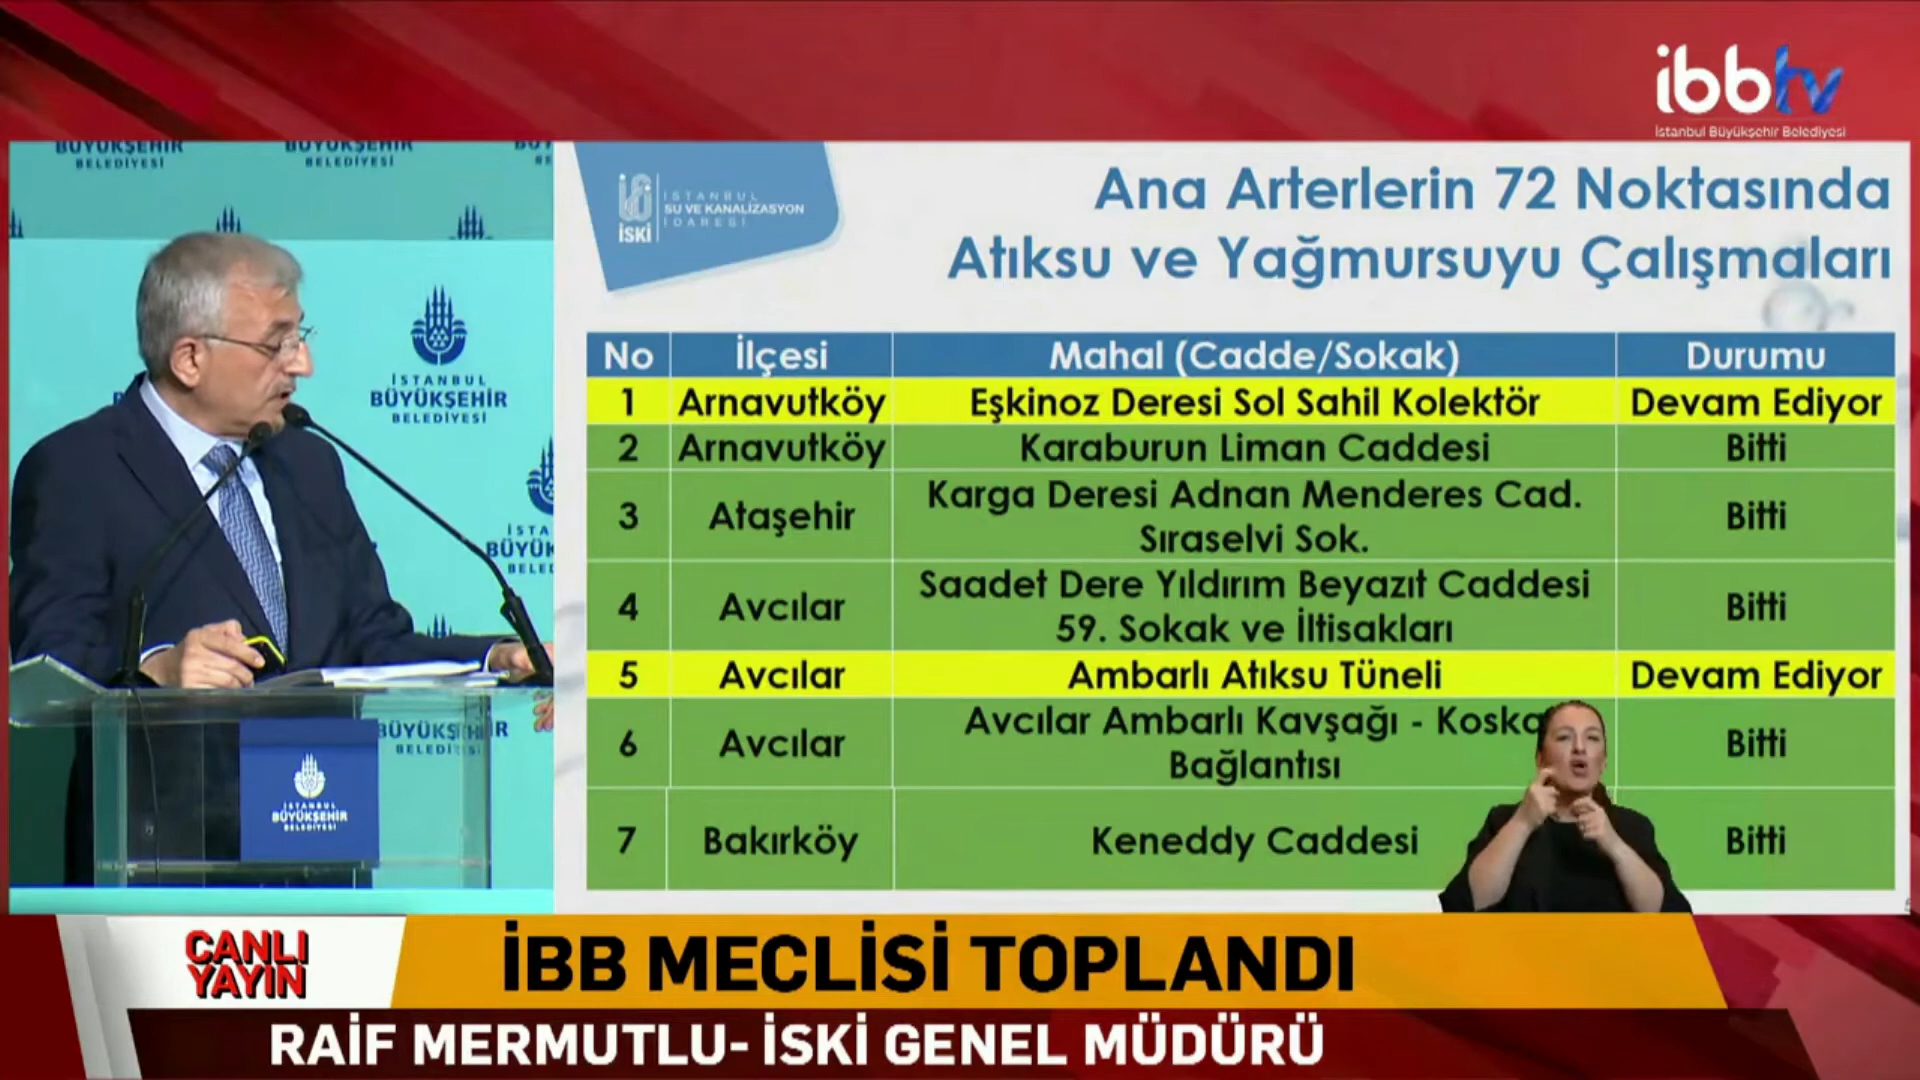 ibbtv
İstanbul Büyükşehir Belediyesi
BÜYÜKŞEHİR
BELEDİYESİ
BÜYÜKŞEHİR
BELEDİYESİ
İSTANBUL
BÜYÜKŞEHİR
BELEDİYESİ
İSTANBUL
BÜYÜKŞEHİR
BELEDİYESİ
İSKİ
İSTANBUL
SU VE KANALİZASYON
İDARESİ
Ana Arterlerin 72 Noktasında
Atıksu ve Yağmursuyu Çalışmaları
No İlçesi Mahal (Cadde/Sokak) Durumu
1 Arnavutköy Eşkinoz Deresi Sol Sahil Kolektör Devam Ediyor
2 Arnavutköy Karaburun Liman Caddesi Bitti
3 Ataşehir Karga Deresi Adnan Menderes Cad.
Sıraselvi Sok. Bitti
4 Avcılar Saadet Dere Yıldırım Beyazıt Caddesi
59. Sokak ve İltisakları Bitti
5 Avcılar Ambarlı Atıksu Tüneli Devam Ediyor
6 Avcılar Avcılar Ambarlı Kavşağı - Koska
Bağlantısı Bitti
7 Bakırköy Keneddy Caddesi Bitti
CANLI
YAYIN
İBB MECLİSİ TOPLANDI
RAİF MERMUTLU- İSKİ GENEL MÜDÜRÜ